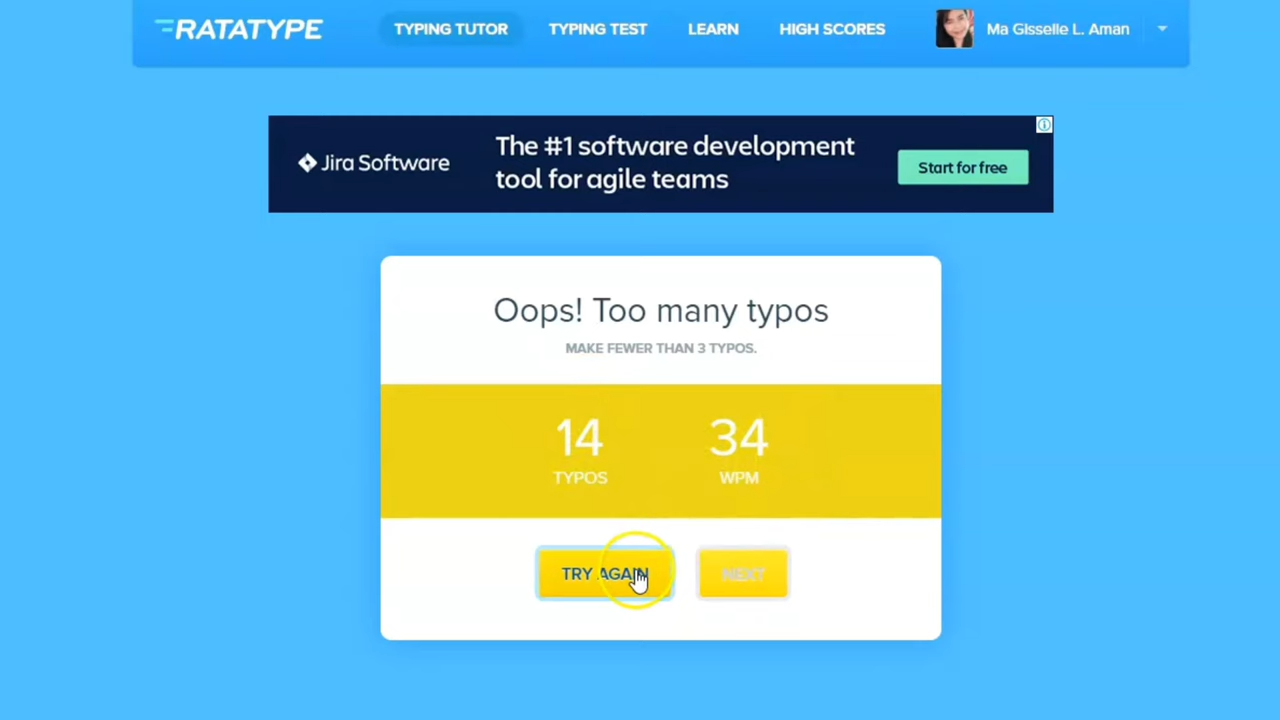 RATATYPE
TYPING TUTOR
TYPING TEST
LEARN
HIGH SCORES
Ma Gisselle L. Aman
Jira Software
The #1 software development
tool for agile teams
Start for free
Oops! Too many typos
MAKE FEWER THAN 3 TYPOS.
14
TYPOS
34
WPM
TRY AGAIN
NEXT